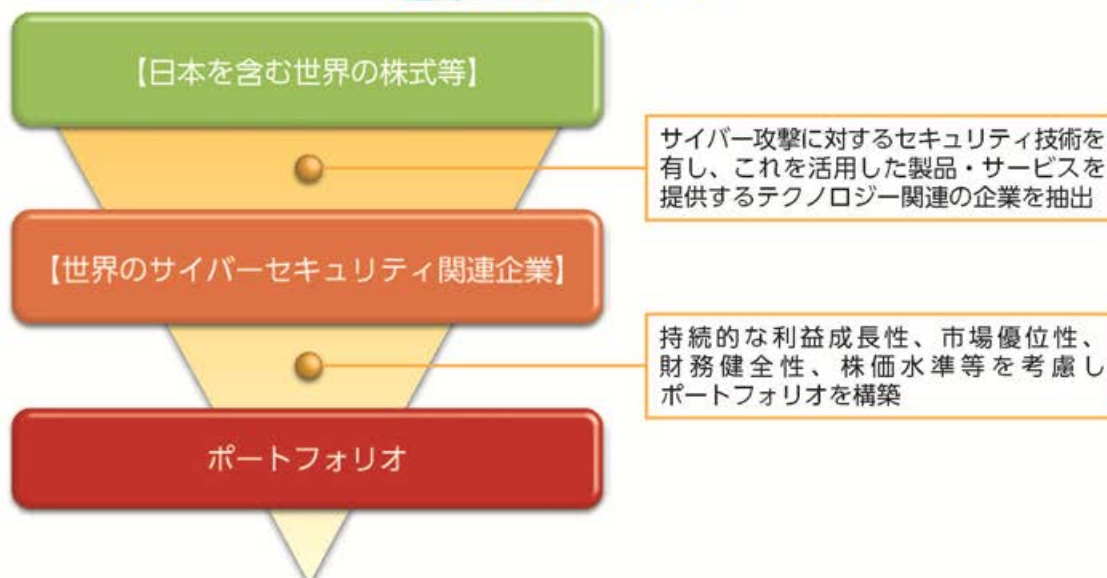 【日本を含む世界の株式等】
サイバー攻撃に対するセキュリティ技術を
有し、これを活用した製品・サービスを
提供するテクノロジー関連の企業を抽出
【世界のサイバーセキュリティ関連企業】
持続的な利益成長性、市場優位性、
財務健全性、株価水準等を考慮し
ポートフォリオを構築
ポートフォリオ